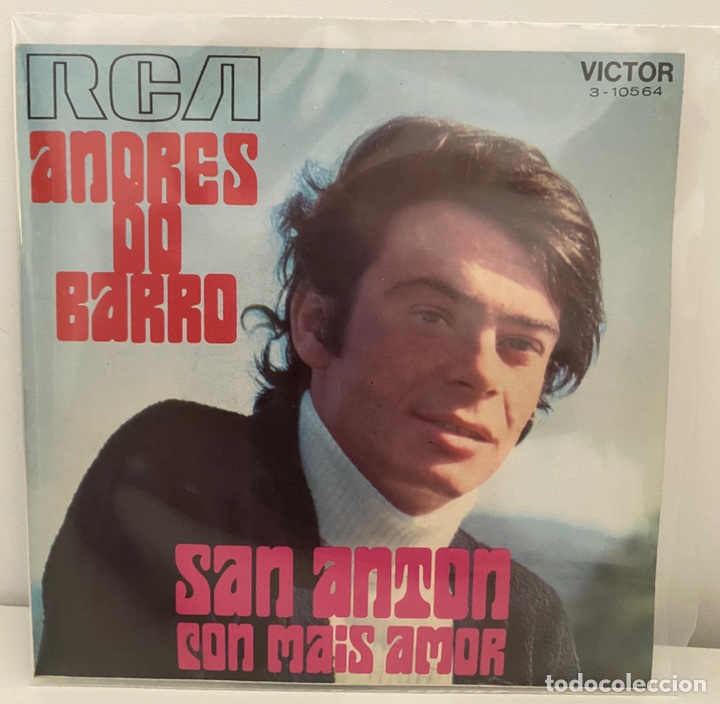 RCA
VICTOR
3-10564
ANDRES
DO
BARRO
SAN ANTON
CON MAIS AMOR
todocoleccion